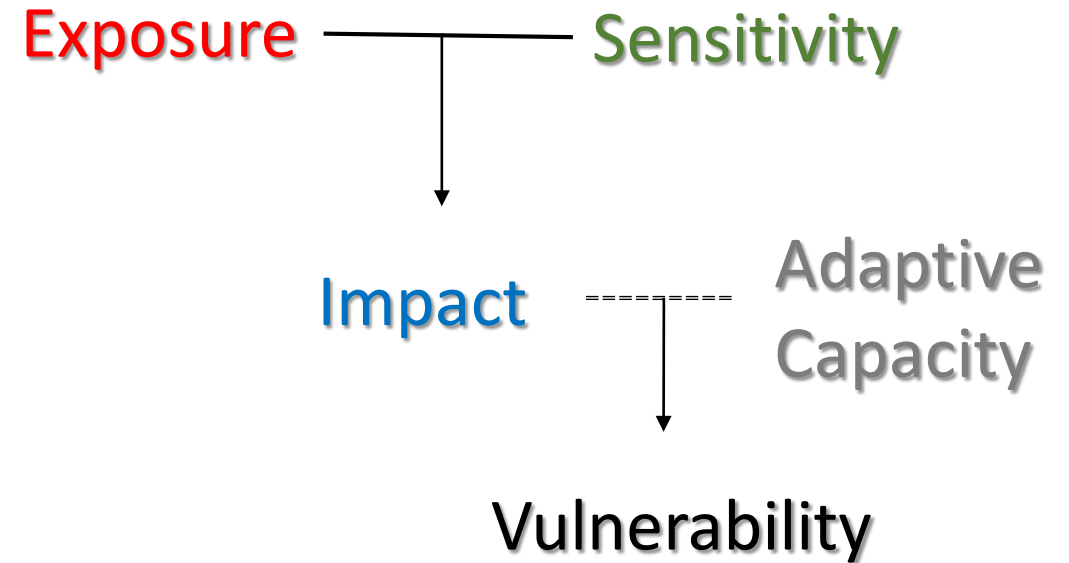 Exposure
Sensitivity
Impact
Adaptive
Capacity
Vulnerability